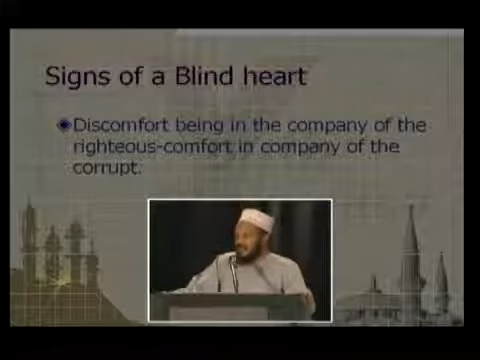 Signs of a Blind heart
Discomfort being in the company of the
righteous-comfort in company of the
corrupt.